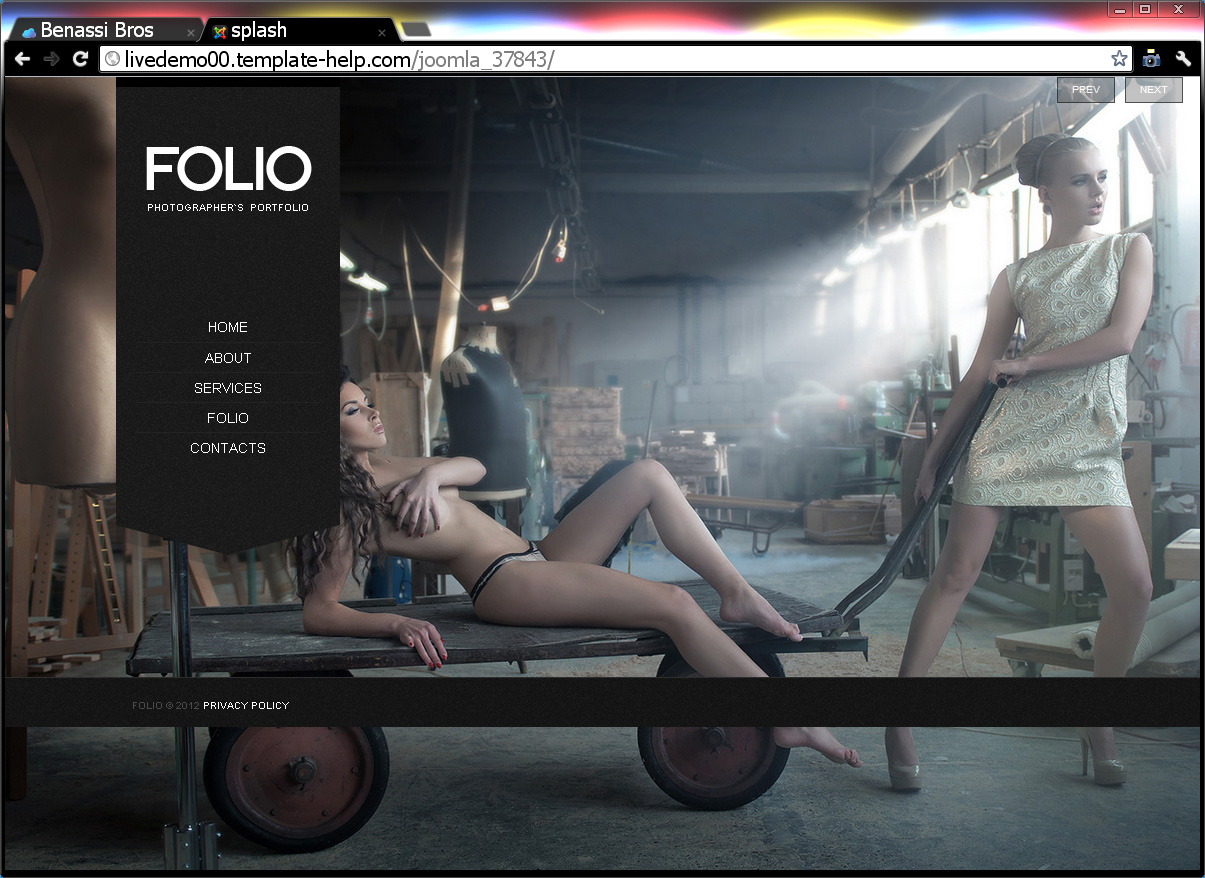 Benassi Bros
splash
livedemo00.template-help.com/joomla_37843/
PREV
NEXT
FOLIO
PHOTOGRAPHER'S PORTFOLIO
HOME
ABOUT
SERVICES
FOLIO
CONTACTS
FOLIO © 2012 PRIVACY POLICY